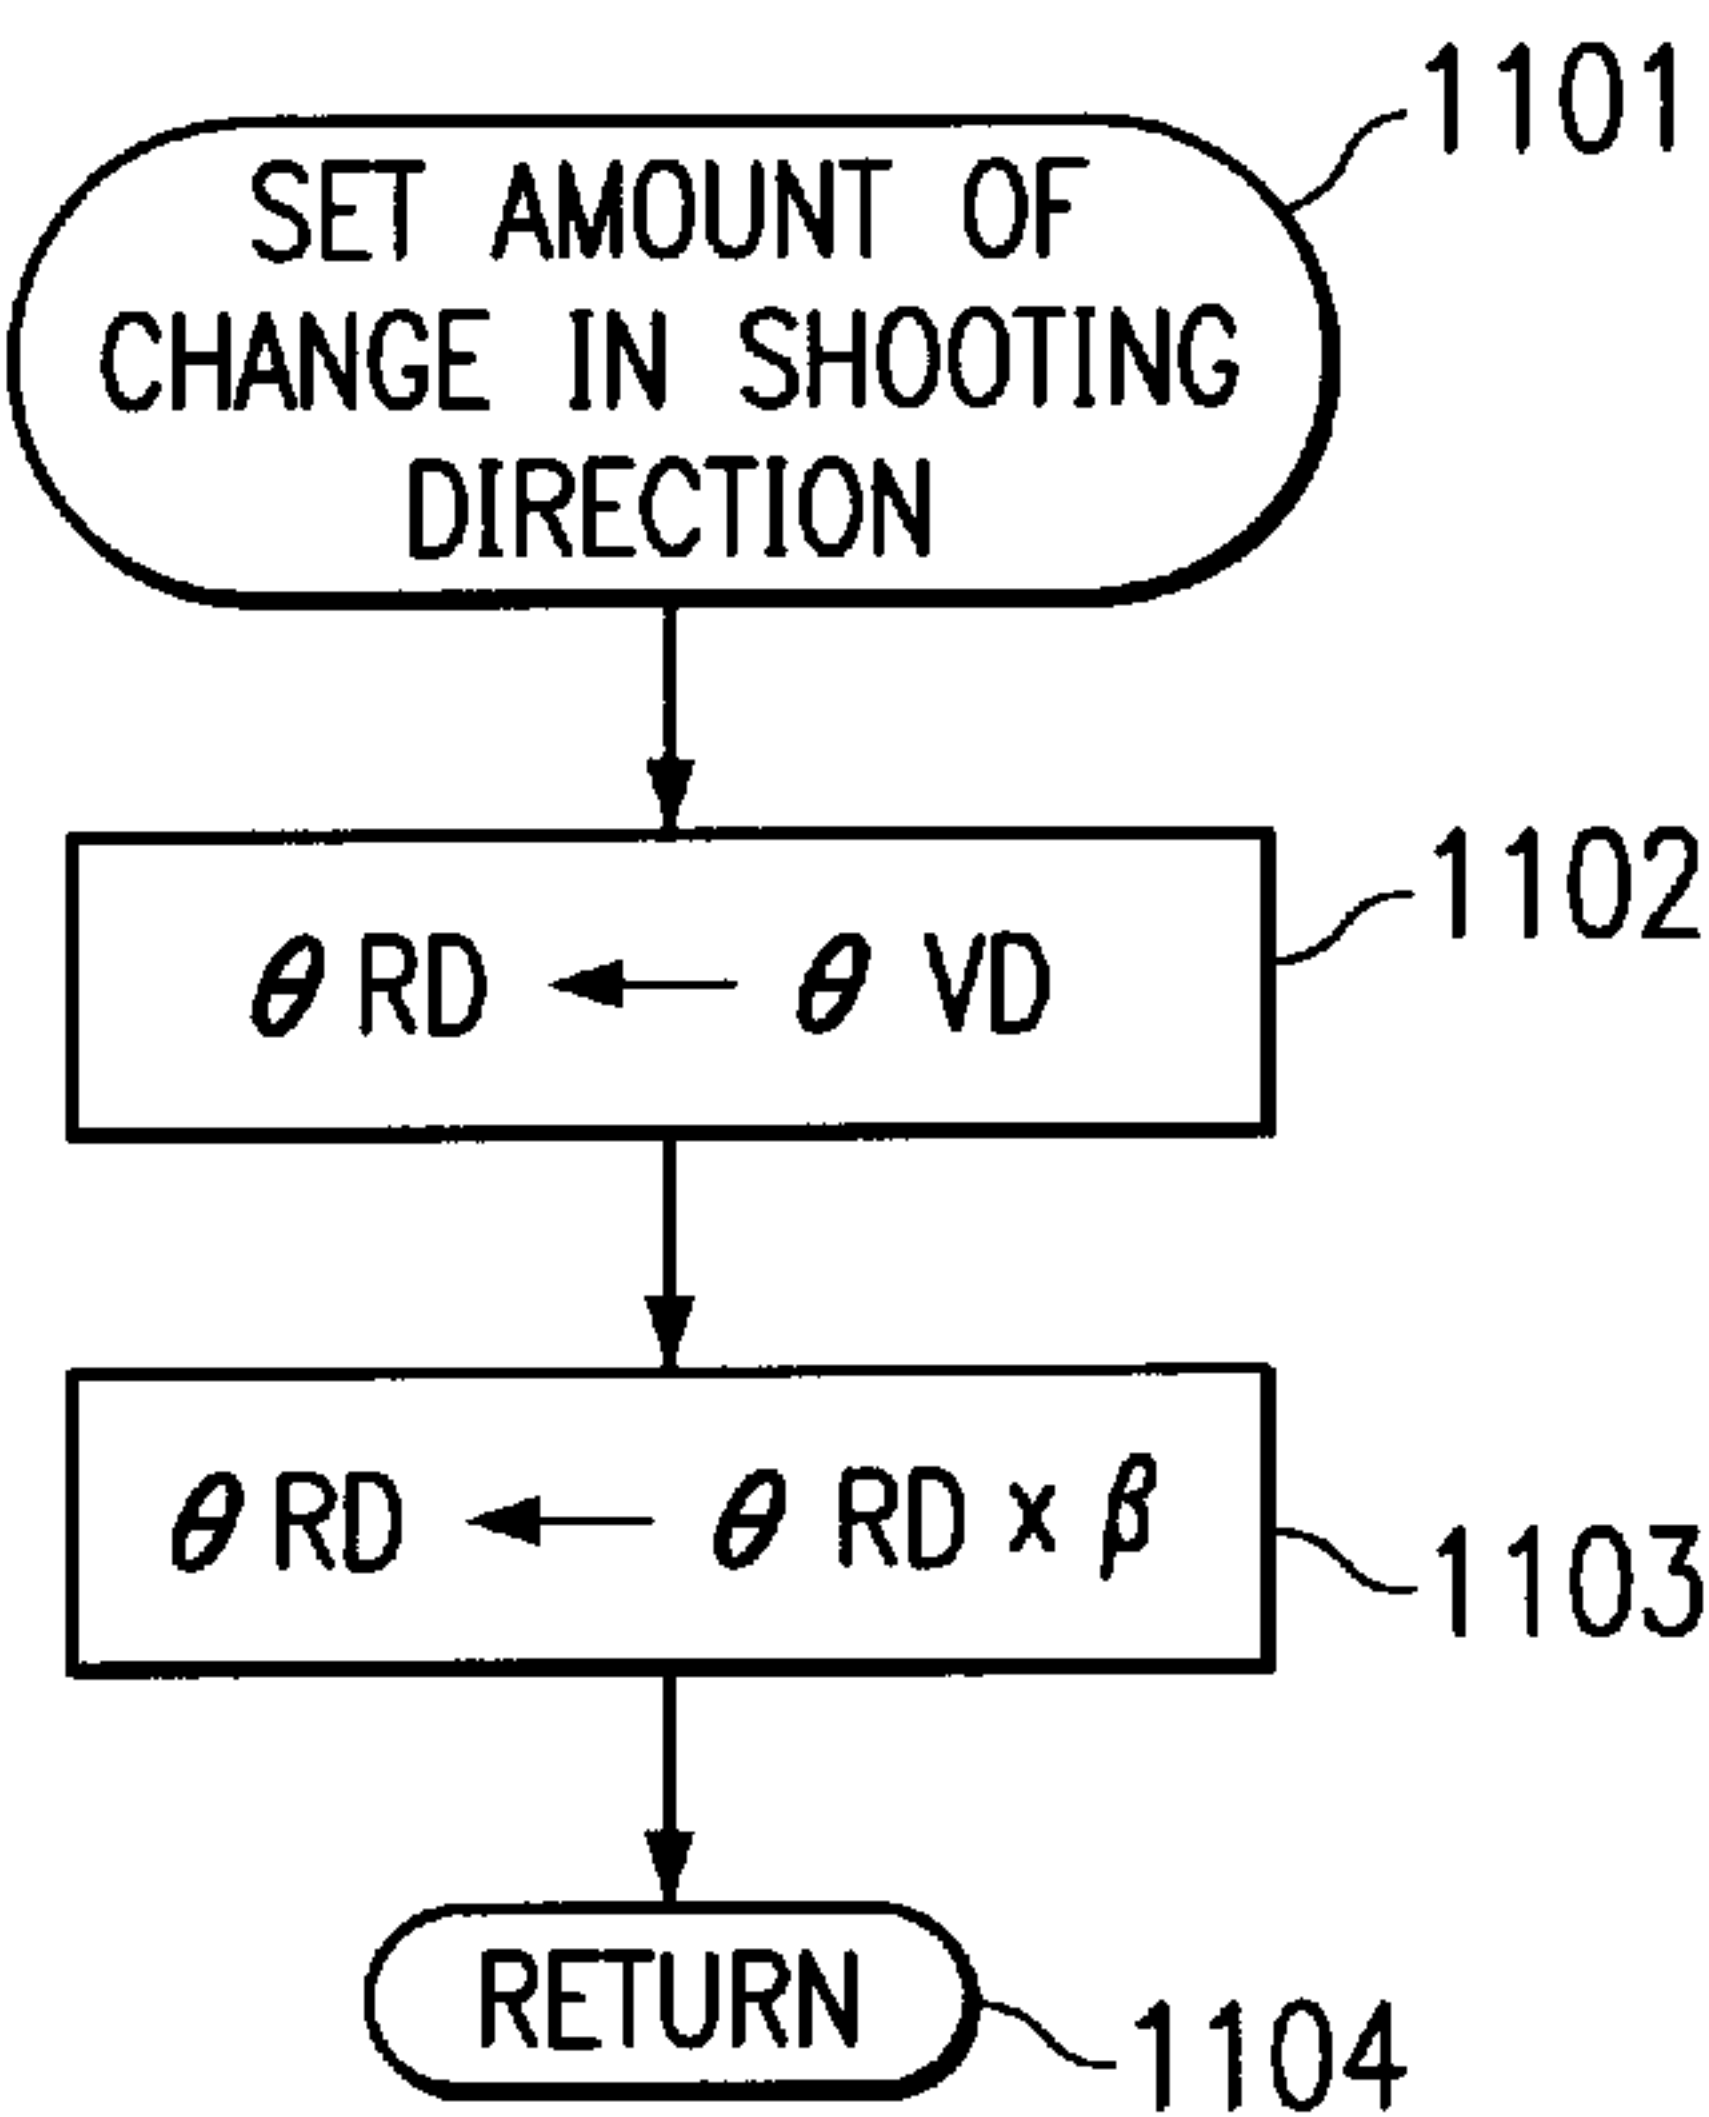 1101
SET AMOUNT OF
CHANGE IN SHOOTING
DIRECTION
1102
θ RD ← θ VD
θ RD ← θ RD x β
1103
RETURN
1104